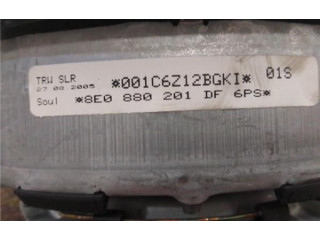 TRW SLR
27 08 2005 *001C6Z12BGKI* 01S
Soul *8E0 880 201 DF 6PS*